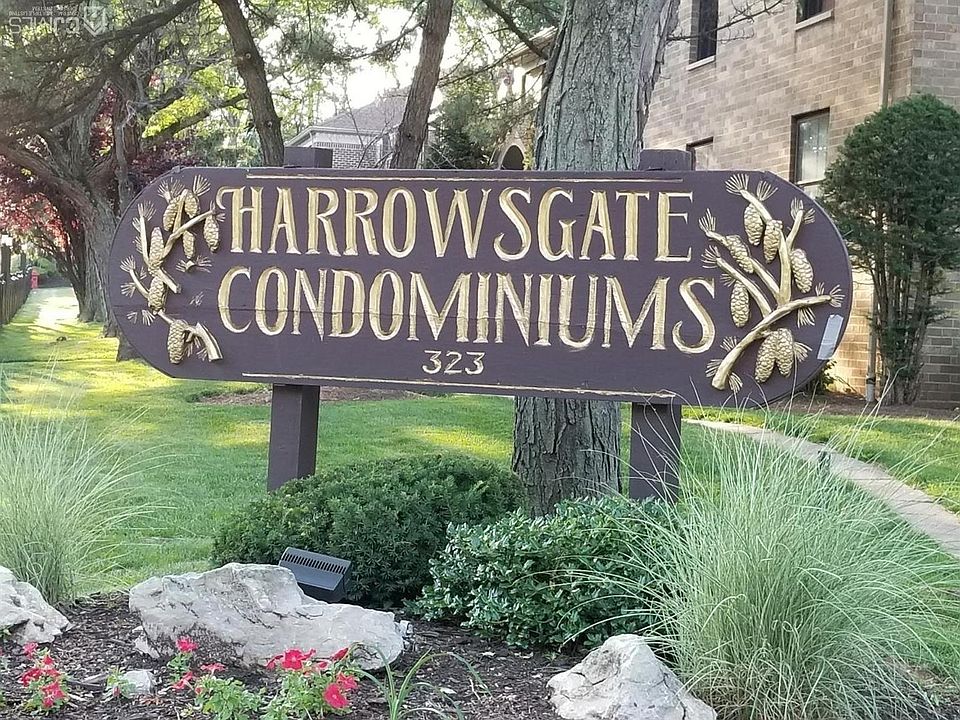 HARROWSGATE
CONDOMINIUMS
323